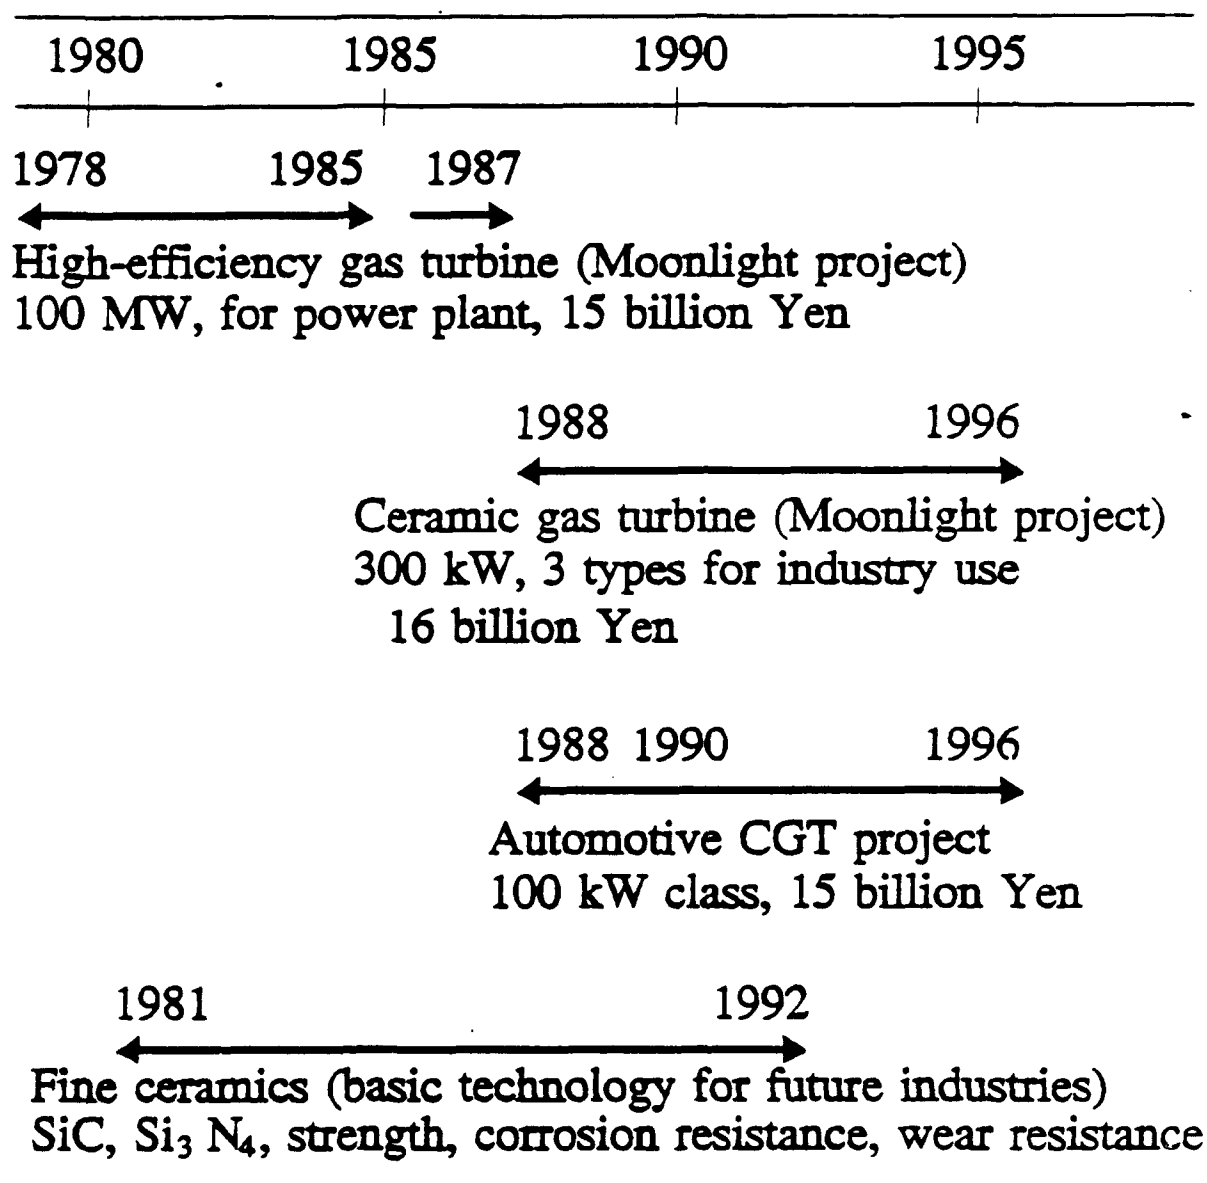 1980 1985 1990 1995
1978 1985 1987
High-efficiency gas turbine (Moonlight project)
100 MW, for power plant, 15 billion Yen
1988 1996
Ceramic gas turbine (Moonlight project)
300 kW, 3 types for industry use
16 billion Yen
1988 1990 1996
Automotive CGT project
100 kW class, 15 billion Yen
1981 1992
Fine ceramics (basic technology for future industries)
SiC, Si₃ N₄, strength, corrosion resistance, wear resistance